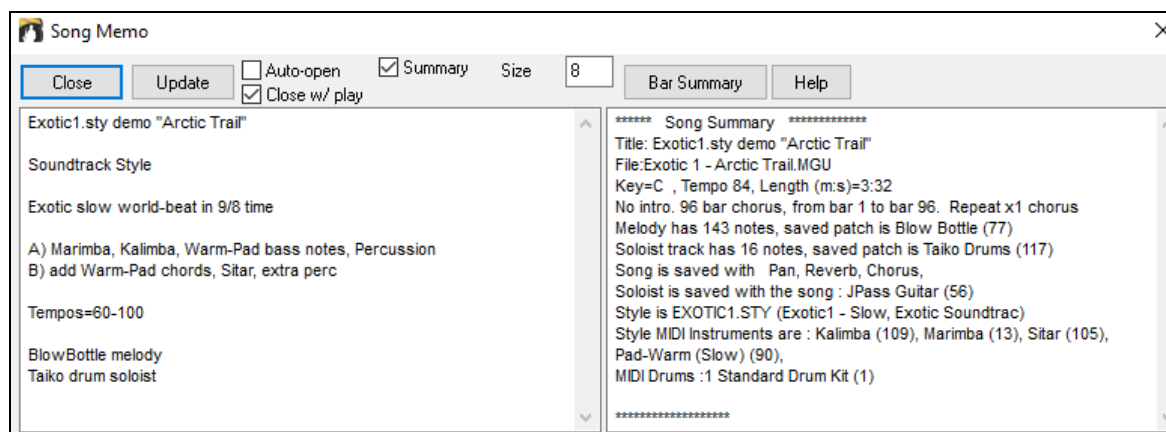 Song Memo
Close
Update
Auto-open
Close w/ play
Summary
Size
8
Bar Summary
Help
Exotic1.sty demo "Arctic Trail"
Soundtrack Style
Exotic slow world-beat in 9/8 time
A) Marimba, Kalimba, Warm-Pad bass notes, Percussion
B) add Warm-Pad chords, Sitar, extra perc
Tempos=60-100
BlowBottle melody
Taiko drum soloist
****** Song Summary *************
Title: Exotic1.sty demo "Arctic Trail"
File:Exotic 1 - Arctic Trail.MGU
Key=C , Tempo 84, Length (m:s)=3:32
No intro. 96 bar chorus, from bar 1 to bar 96. Repeat x1 chorus
Melody has 143 notes, saved patch is Blow Bottle (77)
Soloist track has 16 notes, saved patch is Taiko Drums (117)
Song is saved with Pan, Reverb, Chorus,
Soloist is saved with the song : JPass Guitar (56)
Style is EXOTIC1.STY (Exotic1 - Slow, Exotic Soundtrac)
Style MIDI Instruments are : Kalimba (109), Marimba (13), Sitar (105),
Pad-Warm (Slow) (90),
MIDI Drums :1 Standard Drum Kit (1)
*******************